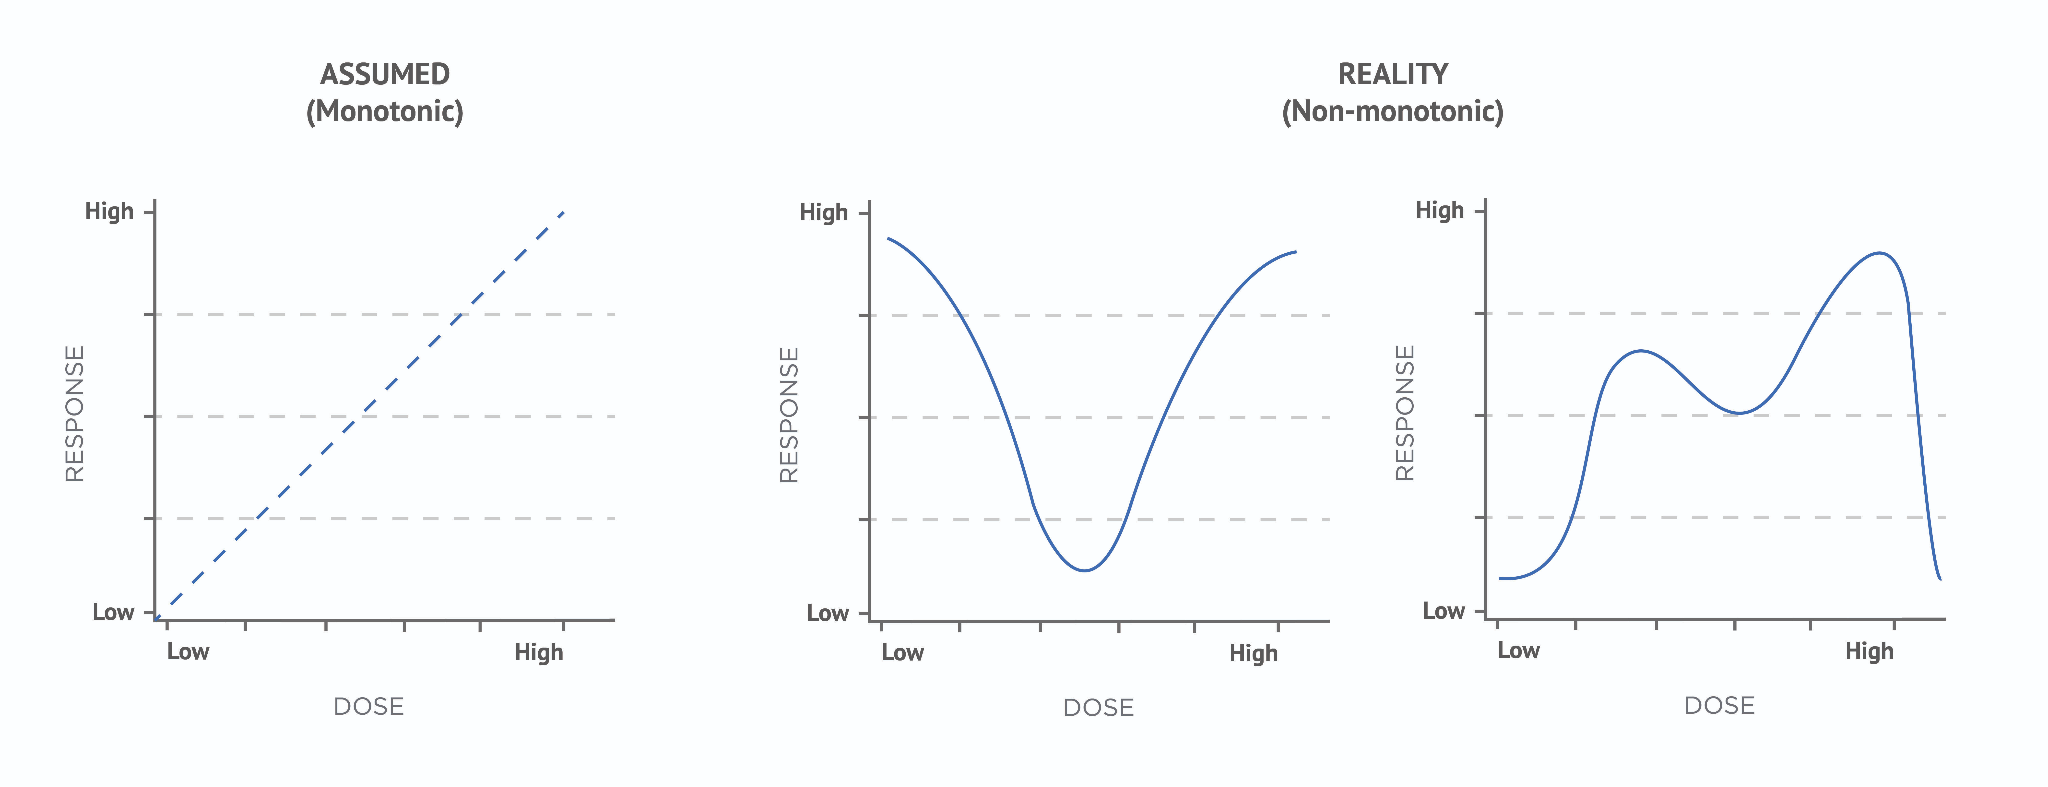 ASSUMED
(Monotonic)
High
RESPONSE
Low
Low
High
DOSE
REALITY
(Non-monotonic)
High
RESPONSE
Low
Low
High
DOSE
High
RESPONSE
Low
Low
High
DOSE